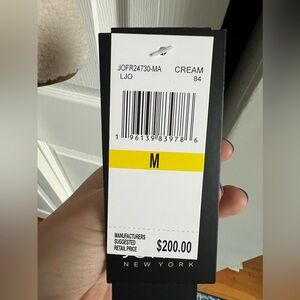 JOFR24730-MA CREAM
LJO 84
1 96139 83978 6
M
MANUFACTURERS
SUGGESTED
RETAIL PRICE $200.00
NEW YORK